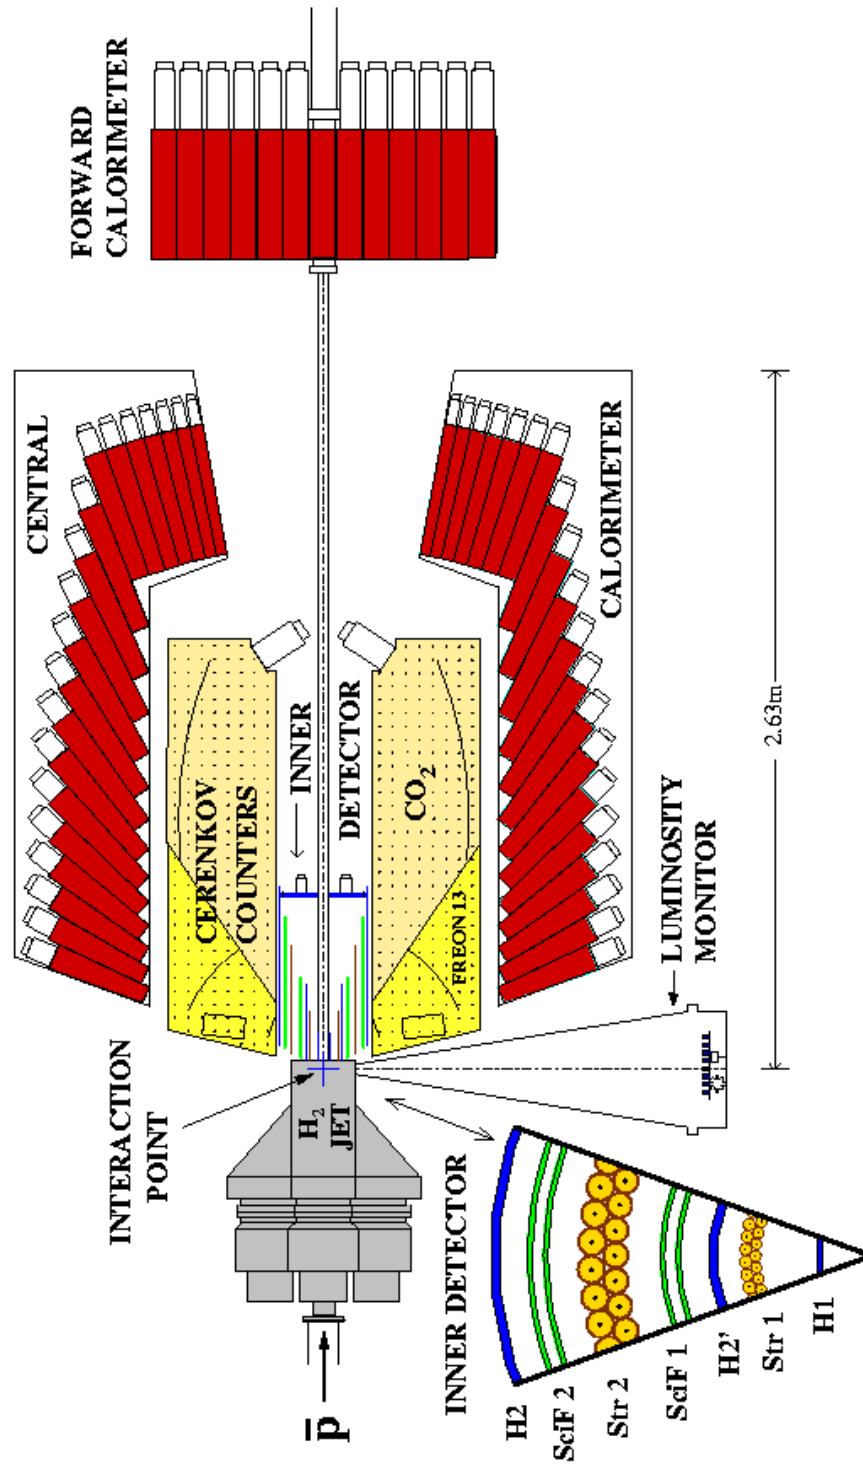 FORWARD
CALORIMETER
CENTRAL
CALORIMETER
2.63m
INNER
DETECTOR
CERENKOV
COUNTERS
CO2
FREON 13
LUMINOSITY
MONITOR
INTERACTION
POINT
H2
JET
p̅
INNER DETECTOR
H2
SciF 2
Str 2
SciF 1
H2'
Str 1
H1